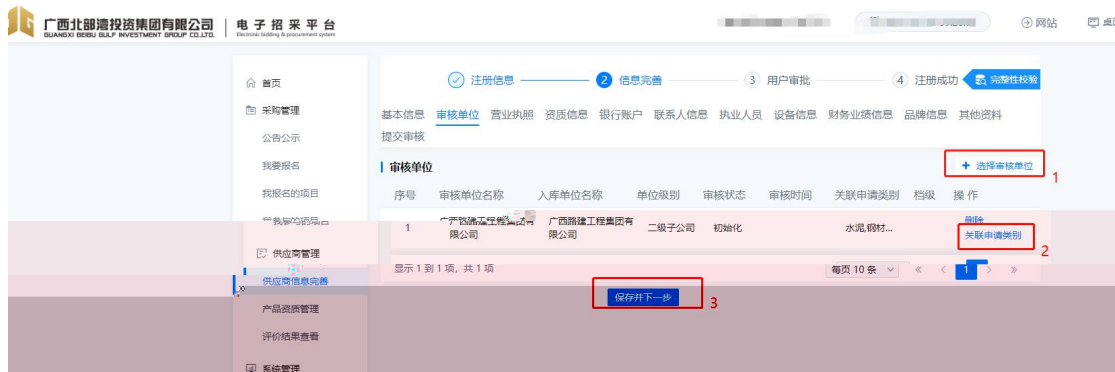 广西北部湾投资集团有限公司 电子招采平台
GUANGXI BEIBU GULF INVESTMENT GROUP CO.,LTD. Electronic bidding & procurement system
网站
首页
采购管理
公告公示
我要报名
我报名的项目
供应商管理
供应商信息完善
产品资质管理
评价结果查看
系统管理
注册信息 2 信息完善 3 用户审批 4 注册成功 完整性校验
基本信息 审核单位 营业执照 资质信息 银行账户 联系人信息 执业人员 设备信息 财务业绩信息 品牌信息 其他资料
提交审核
审核单位 + 选择审核单位
1
序号 审核单位名称 入库单位名称 单位级别 审核状态 审核时间 关联申请类别 档级 操作
1 广西路建工程集团有限公司 广西路建工程集团有限公司 二级子公司 初始化 水泥,钢材... 删除
关联申请类别
2
显示 1 到 1 项，共 1 项 每页 10 条 « < 1 > »
保存并下一步 3